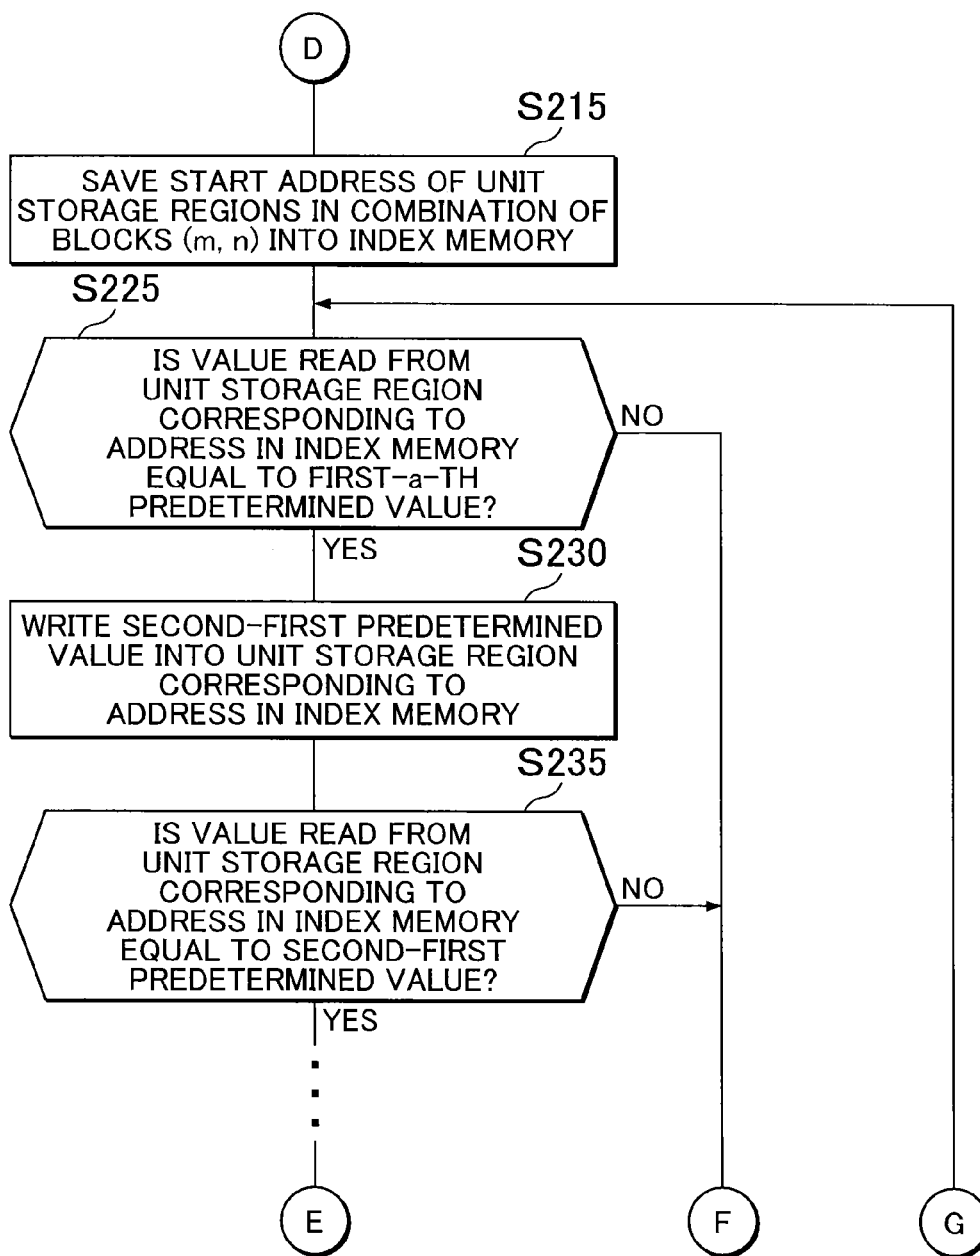 D
S215
SAVE START ADDRESS OF UNIT
STORAGE REGIONS IN COMBINATION OF
BLOCKS (m, n) INTO INDEX MEMORY
S225
IS VALUE READ FROM
UNIT STORAGE REGION
CORRESPONDING TO
ADDRESS IN INDEX MEMORY
EQUAL TO FIRST-a-TH
PREDETERMINED VALUE?
NO
YES
S230
WRITE SECOND-FIRST PREDETERMINED
VALUE INTO UNIT STORAGE REGION
CORRESPONDING TO
ADDRESS IN INDEX MEMORY
S235
IS VALUE READ FROM
UNIT STORAGE REGION
CORRESPONDING TO
ADDRESS IN INDEX MEMORY
EQUAL TO SECOND-FIRST
PREDETERMINED VALUE?
NO
YES
E
F
G